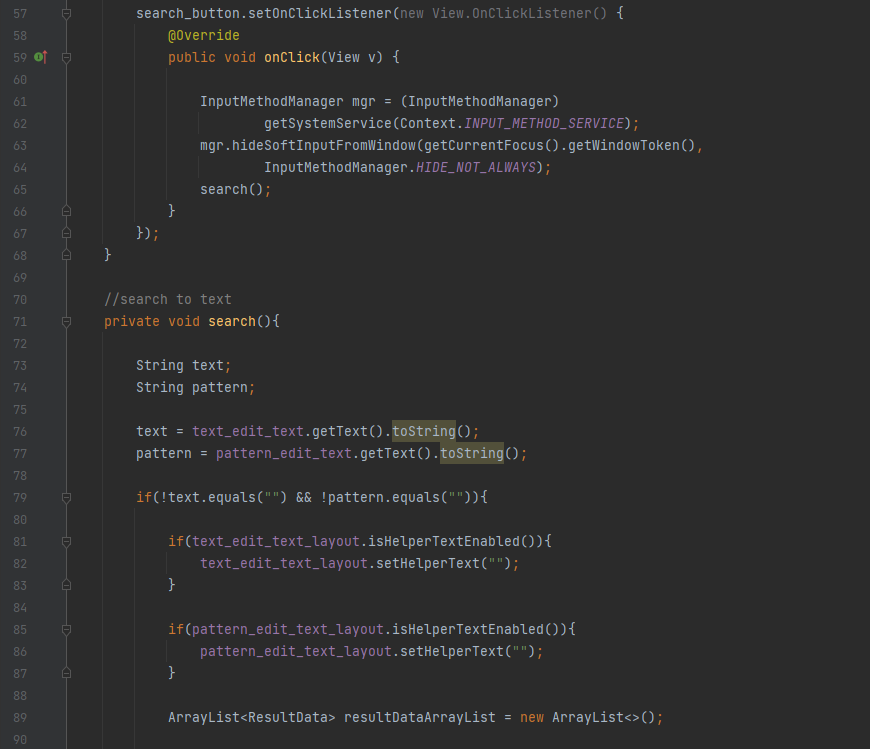 57 search_button.setOnClickListener(new View.OnClickListener() {
58 @Override
59 public void onClick(View v) {
60
61 InputMethodManager mgr = (InputMethodManager)
62 getSystemService(Context.INPUT_METHOD_SERVICE);
63 mgr.hideSoftInputFromWindow(getCurrentFocus().getWindowToken(),
64 InputMethodManager.HIDE_NOT_ALWAYS);
65 search();
66 }
67 });
68 }
69
70 //search to text
71 private void search(){
72
73 String text;
74 String pattern;
75
76 text = text_edit_text.getText().toString();
77 pattern = pattern_edit_text.getText().toString();
78
79 if(!text.equals("") && !pattern.equals("")){
80
81 if(text_edit_text_layout.isHelperTextEnabled()){
82 text_edit_text_layout.setHelperText("");
83 }
84
85 if(pattern_edit_text_layout.isHelperTextEnabled()){
86 pattern_edit_text_layout.setHelperText("");
87 }
88
89 ArrayList<ResultData> resultDataArrayList = new ArrayList<>();
90